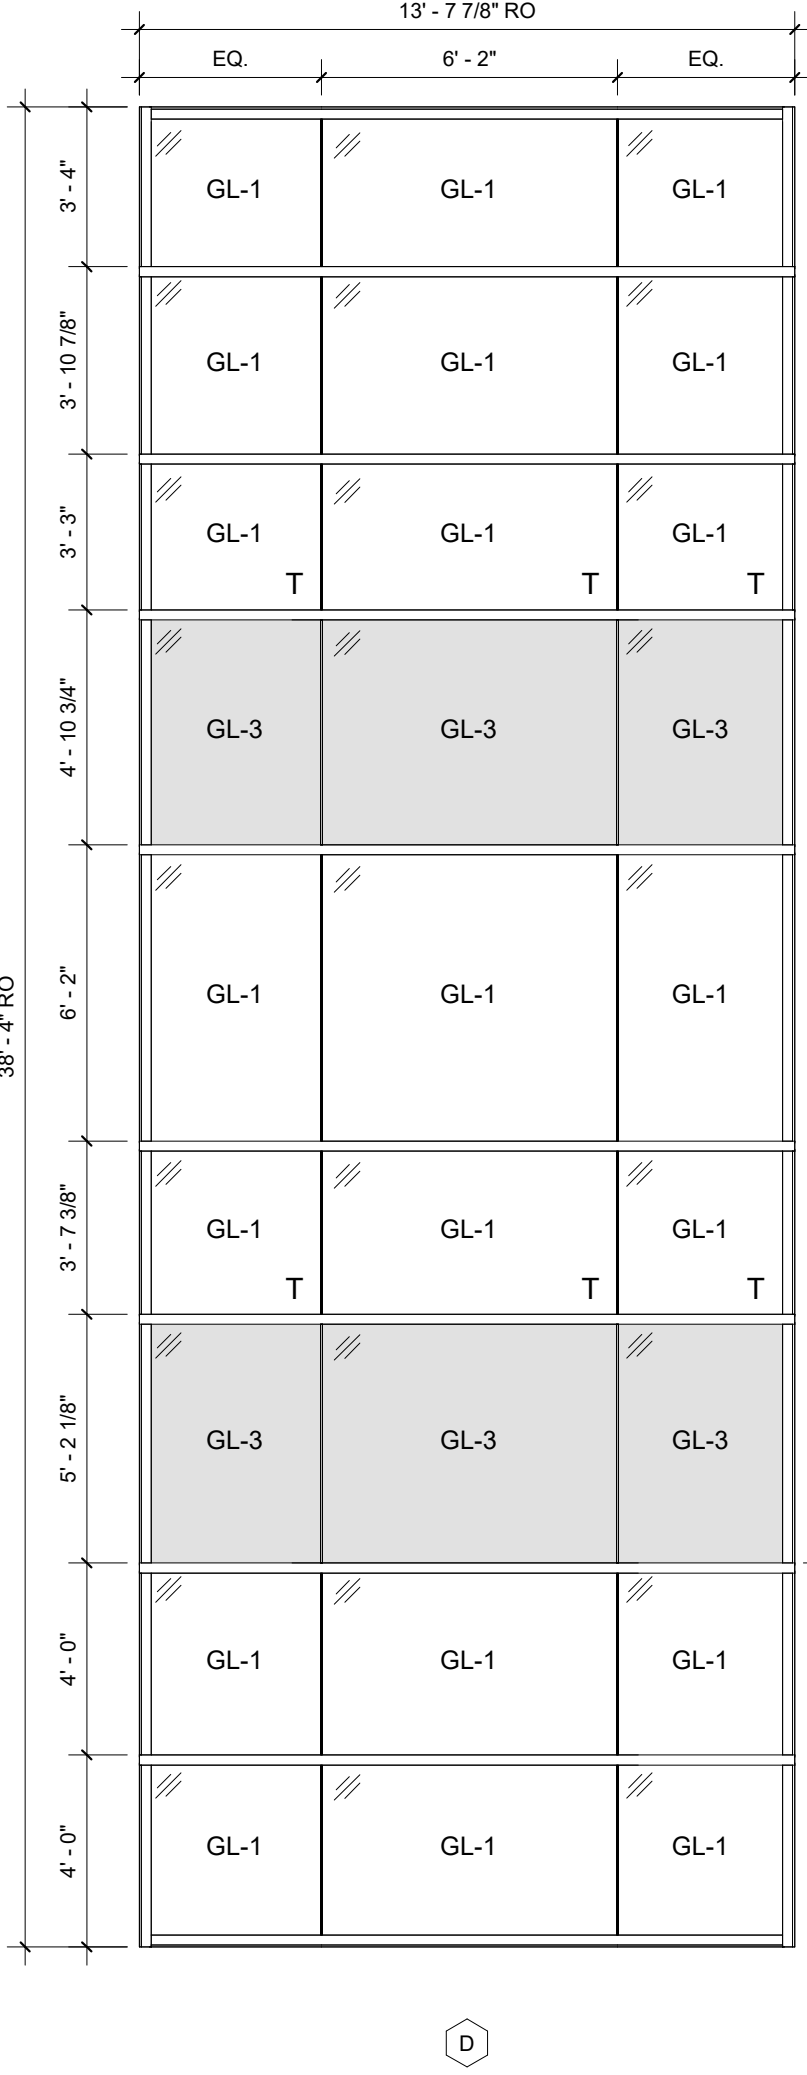 13' - 7 7/8" RO
EQ. 6' - 2" EQ.
3' - 4"
GL-1 GL-1 GL-1
3' - 10 7/8"
GL-1 GL-1 GL-1
3' - 3"
GL-1 GL-1 GL-1
T T T
4' - 10 3/4"
GL-3 GL-3 GL-3
38' - 4" RO
6' - 2"
GL-1 GL-1 GL-1
3' - 7 3/8"
GL-1 GL-1 GL-1
T T T
5' - 2 1/8"
GL-3 GL-3 GL-3
4' - 0"
GL-1 GL-1 GL-1
4' - 0"
GL-1 GL-1 GL-1
D